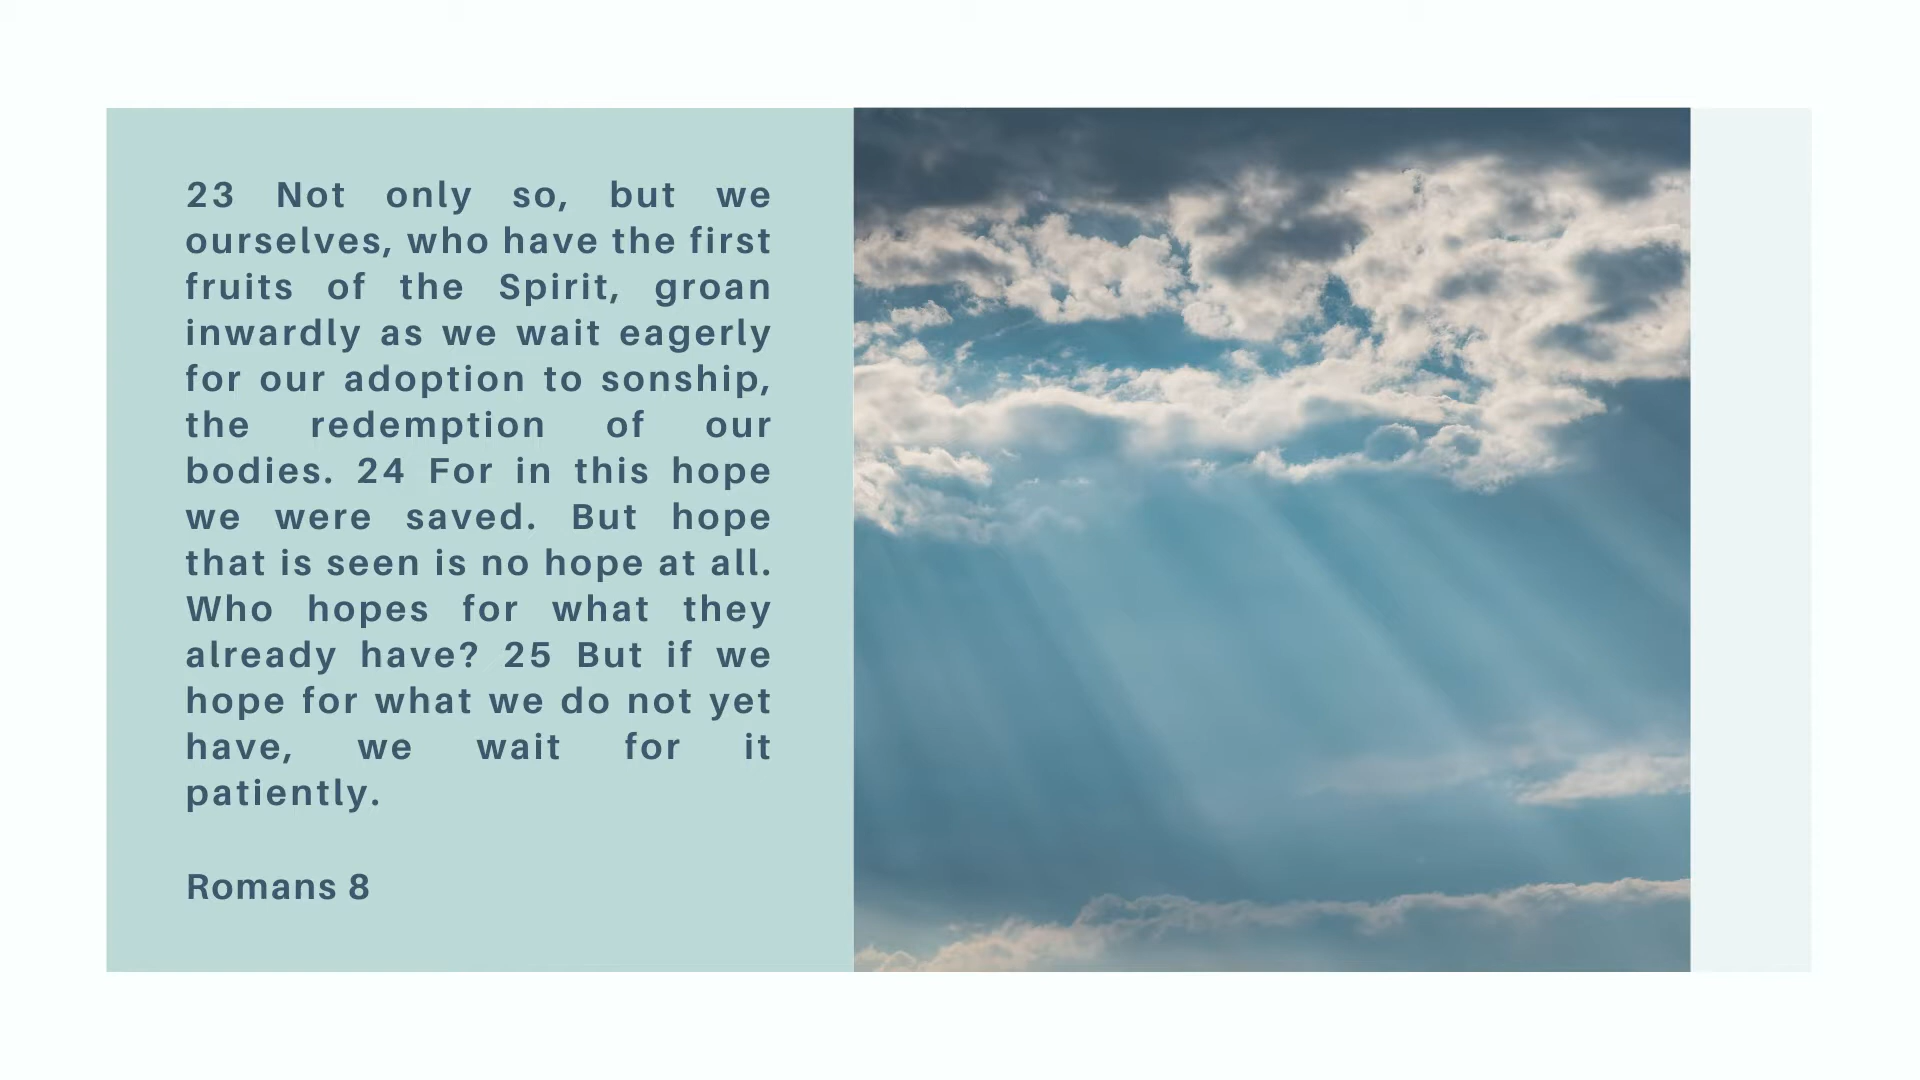 23 Not only so, but we
ourselves, who have the first
fruits of the Spirit, groan
inwardly as we wait eagerly
for our adoption to sonship,
the redemption of our
bodies. 24 For in this hope
we were saved. But hope
that is seen is no hope at all.
Who hopes for what they
already have? 25 But if we
hope for what we do not yet
have, we wait for it
patiently.
Romans 8